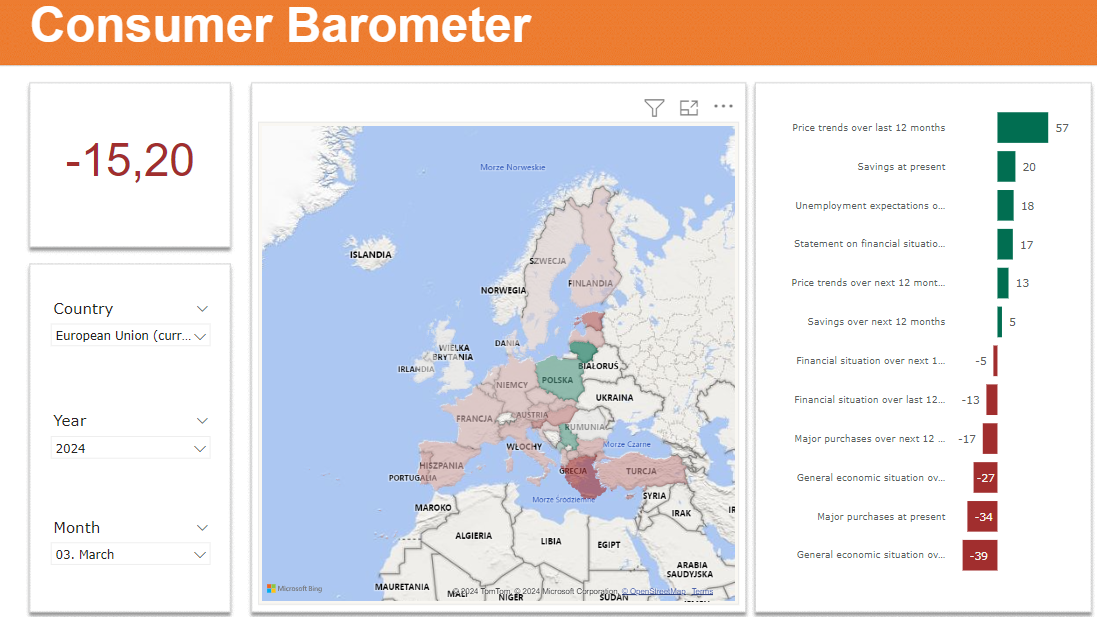 Consumer Barometer
-15,20
Country
European Union (curr...
Year
2024
Month
03. March
Morze Norweskie
ISLANDIA
SZWECJA
FINLANDIA
NORWEGIA
DANIA
WIELKA
BRYTANIA
IRLANDIA
BIAŁORUŚ
POLSKA
NIEMCY
UKRAINA
FRANCJA
AUSTRIA
RUMUNIA
WŁOCHY
Morze Czarne
HISZPANIA
GRECJA
TURCJA
PORTUGALIA
Morze Śródziemne
SYRIA
MAROKO
IRAK
ALGIERIA
LIBIA
EGIPT
ARABIA
SAUDYJSKA
MAURETANIA
MALI
NIGER
SUDAN
Microsoft Bing
© 2024 TomTom, © 2024 Microsoft Corporation, © OpenStreetMap Terms
Price trends over last 12 months 57
Savings at present 20
Unemployment expectations o... 18
Statement on financial situatio... 17
Price trends over next 12 mont... 13
Savings over next 12 months 5
Financial situation over next 1... -5
Financial situation over last 12... -13
Major purchases over next 12 ... -17
General economic situation ov... -27
Major purchases at present -34
General economic situation ov... -39